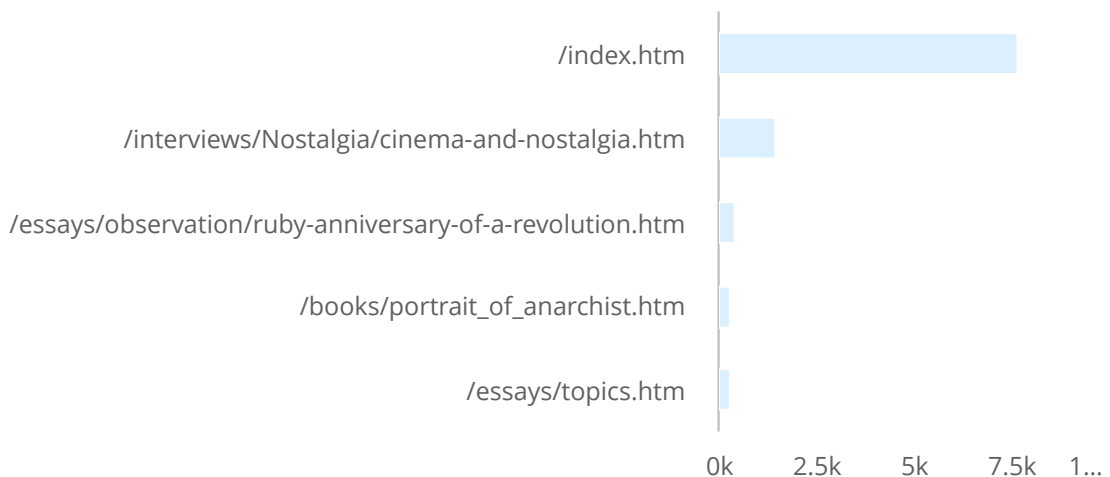 /index.htm
/interviews/Nostalgia/cinema-and-nostalgia.htm
/essays/observation/ruby-anniversary-of-a-revolution.htm
/books/portrait_of_anarchist.htm
/essays/topics.htm
0k 2.5k 5k 7.5k 1...